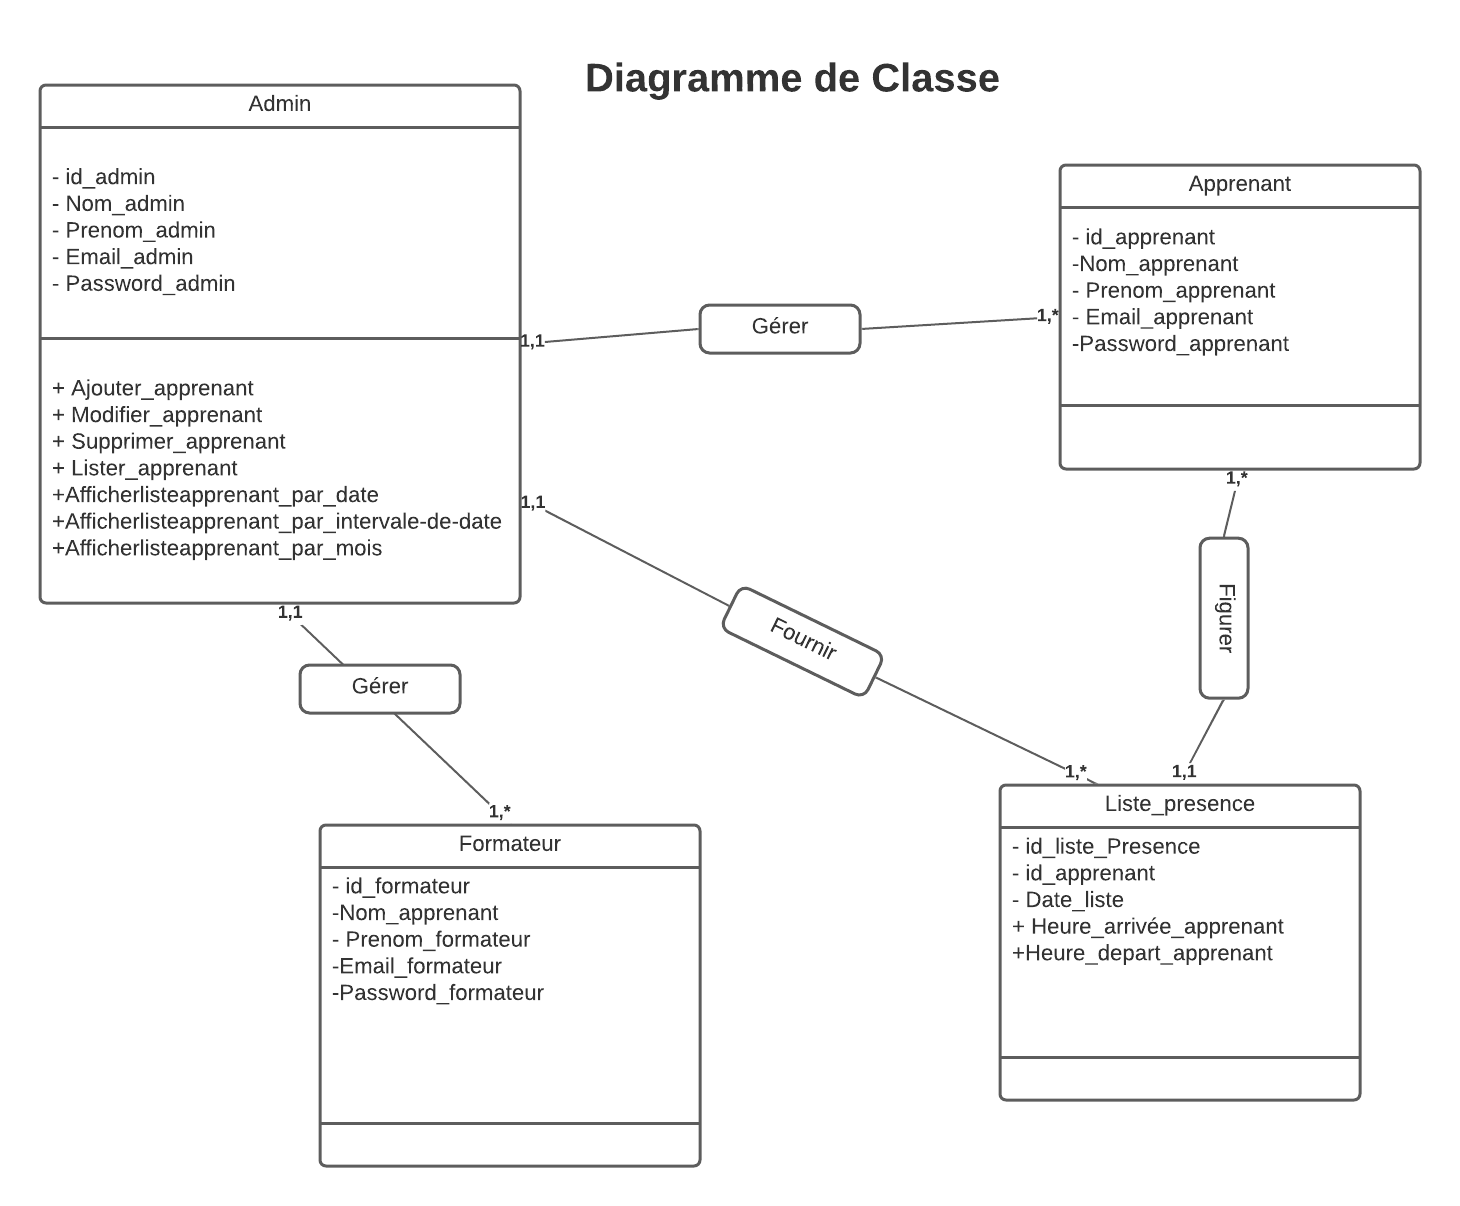 Diagramme de Classe
Admin
- id_admin
- Nom_admin
- Prenom_admin
- Email_admin
- Password_admin
+ Ajouter_apprenant
+ Modifier_apprenant
+ Supprimer_apprenant
+ Lister_apprenant
+Afficherlisteapprenant_par_date
+Afficherlisteapprenant_par_intervale-de-date
+Afficherlisteapprenant_par_mois
1,1
Gérer
1,*
Apprenant
- id_apprenant
-Nom_apprenant
- Prenom_apprenant
- Email_apprenant
-Password_apprenant
1,1
Fournir
1,*
1,*
Figurer
1,1
1,1
Gérer
1,*
Formateur
- id_formateur
-Nom_apprenant
- Prenom_formateur
-Email_formateur
-Password_formateur
Liste_presence
- id_liste_Presence
- id_apprenant
- Date_liste
+ Heure_arrivée_apprenant
+Heure_depart_apprenant